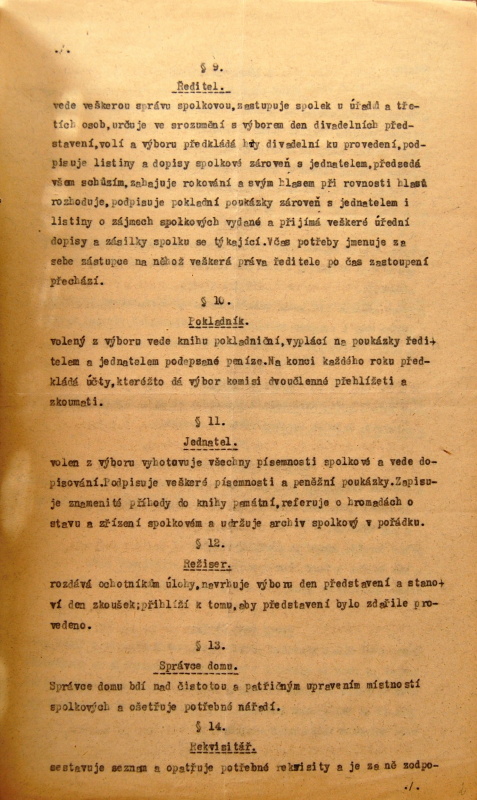 ./.
§ 9.
Ředitel.
vede veškerou správu spolkovou,zastupuje spolek u úřadů a tře-
tích osob,určuje ve srozumění s výborem den divadelních před-
stavení,volí a výboru předkládá hry divadelní ku provedení,pod-
pisuje listiny a dopisy spolkové zároveň s jednatelem,předsedá
všem schůzím,zahajuje rokování a svým hlasem při rovnosti hlasů
rozhoduje,podpisuje pokladní poukázky zároveň s jednatelem i
listiny o zájmech spolkových vydané a přijímá veškeré úřední
dopisy a zásilky spolku se týkající.Včas potřeby jmenuje za
sebe zástupce na něhož veškerá práva ředitele po čas zastoupení
přechází.
§ 10.
Pokladník.
volený z výboru vede knihu pokladniční,vyplácí na poukázky ředi+
telem a jednatelem podepsané peníze.Na konci každého roku před-
kládá účty,kteréžto dá výbor komisi dvoučlenné přehlížeti a
zkoumati.
§ 11.
Jednatel.
volen z výboru vyhotovuje všechny písemnosti spolkové a vede do-
pisování.Podpisuje veškeré písemnosti a peněžní poukázky.Zapisu-
je znamenité příhody do knihy památní,referuje o hromadách o
stavu a zřízení spolkovém a udržuje archiv spolkový v pořádku.
§ 12.
Režiser.
rozdává ochotníkům úlohy,navrhuje výboru den představení a stano+
ví den zkoušek;přihlíží k tomu,aby představení bylo zdařile pro-
vedeno.
§ 13.
Správce domu.
Správce domu bdí nad čistotou a patřičným upravením místností
spolkových a ošetřuje potřebné nářadí.
§ 14.
Rekvisitář.
sestavuje seznam a opatřuje potřebné rekvisity a je za ně zodpo-
./.